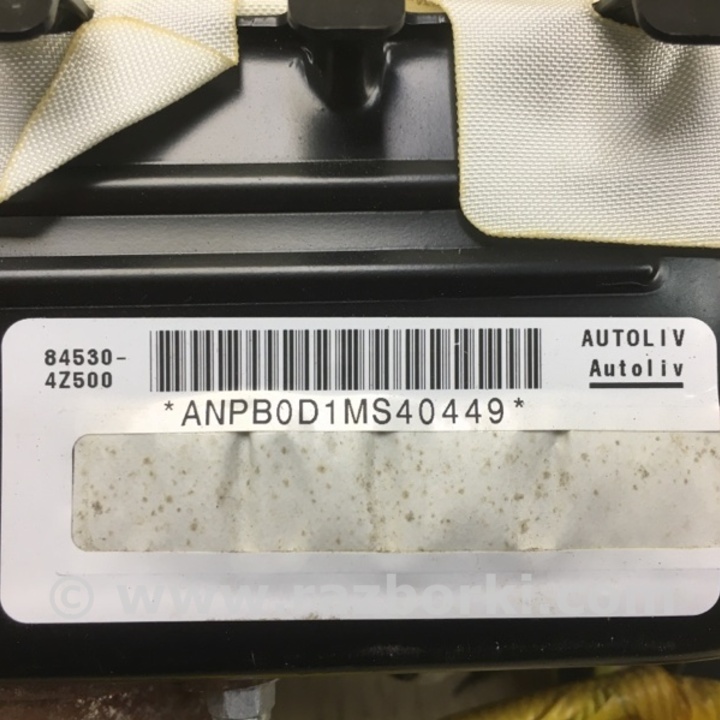 84530-
4Z500
AUTOLIV
Autoliv
*ANPB0D1MS40449*
© www.razborki.com